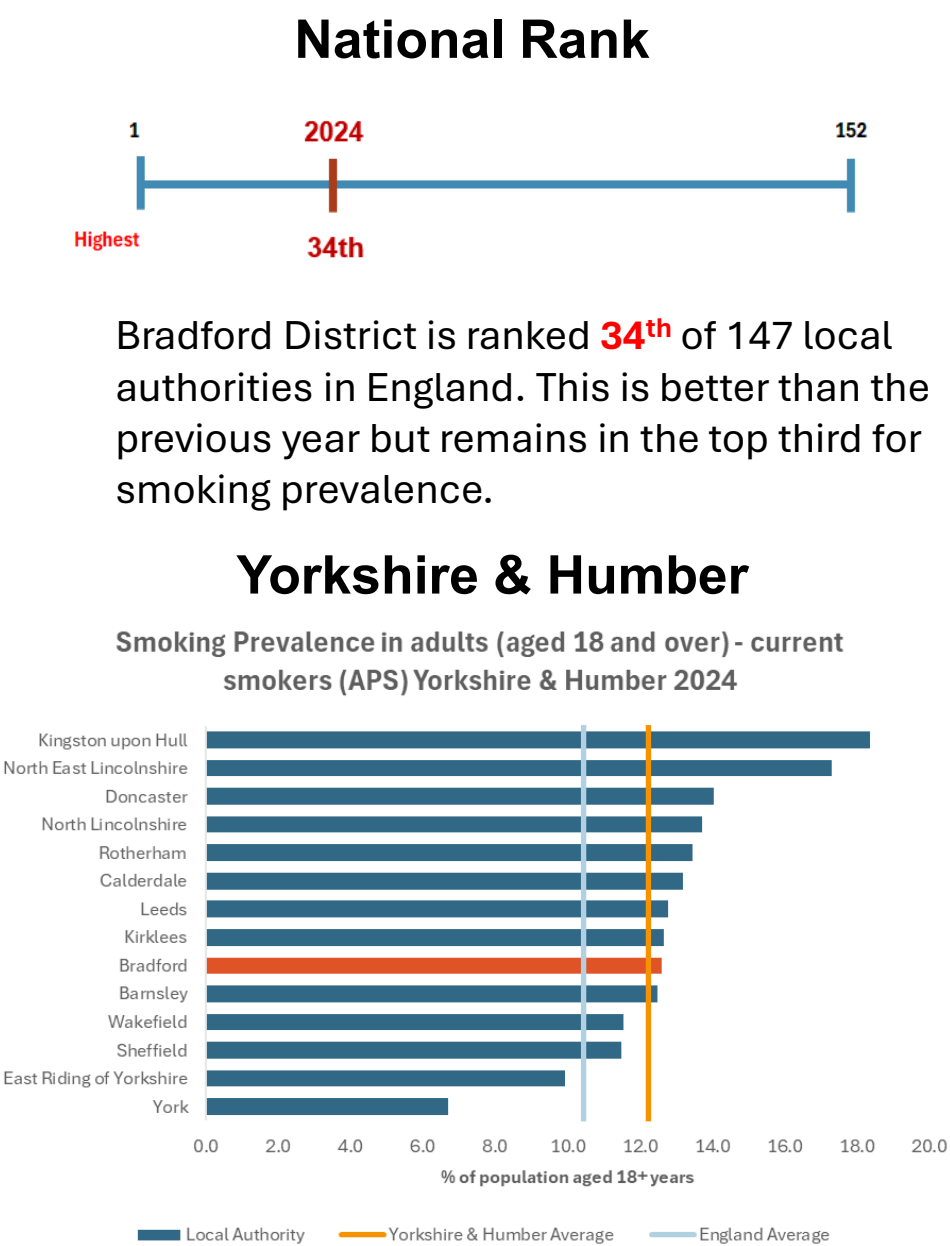 National Rank
1
2024
152
Highest
34th
Bradford District is ranked 34th of 147 local
authorities in England. This is better than the
previous year but remains in the top third for
smoking prevalence.
Yorkshire & Humber
Smoking Prevalence in adults (aged 18 and over) - current
smokers (APS) Yorkshire & Humber 2024
Kingston upon Hull
North East Lincolnshire
Doncaster
North Lincolnshire
Rotherham
Calderdale
Leeds
Kirklees
Bradford
Barnsley
Wakefield
Sheffield
East Riding of Yorkshire
York
0.0 2.0 4.0 6.0 8.0 10.0 12.0 14.0 16.0 18.0 20.0
% of population aged 18+ years
Local Authority Yorkshire & Humber Average England Average